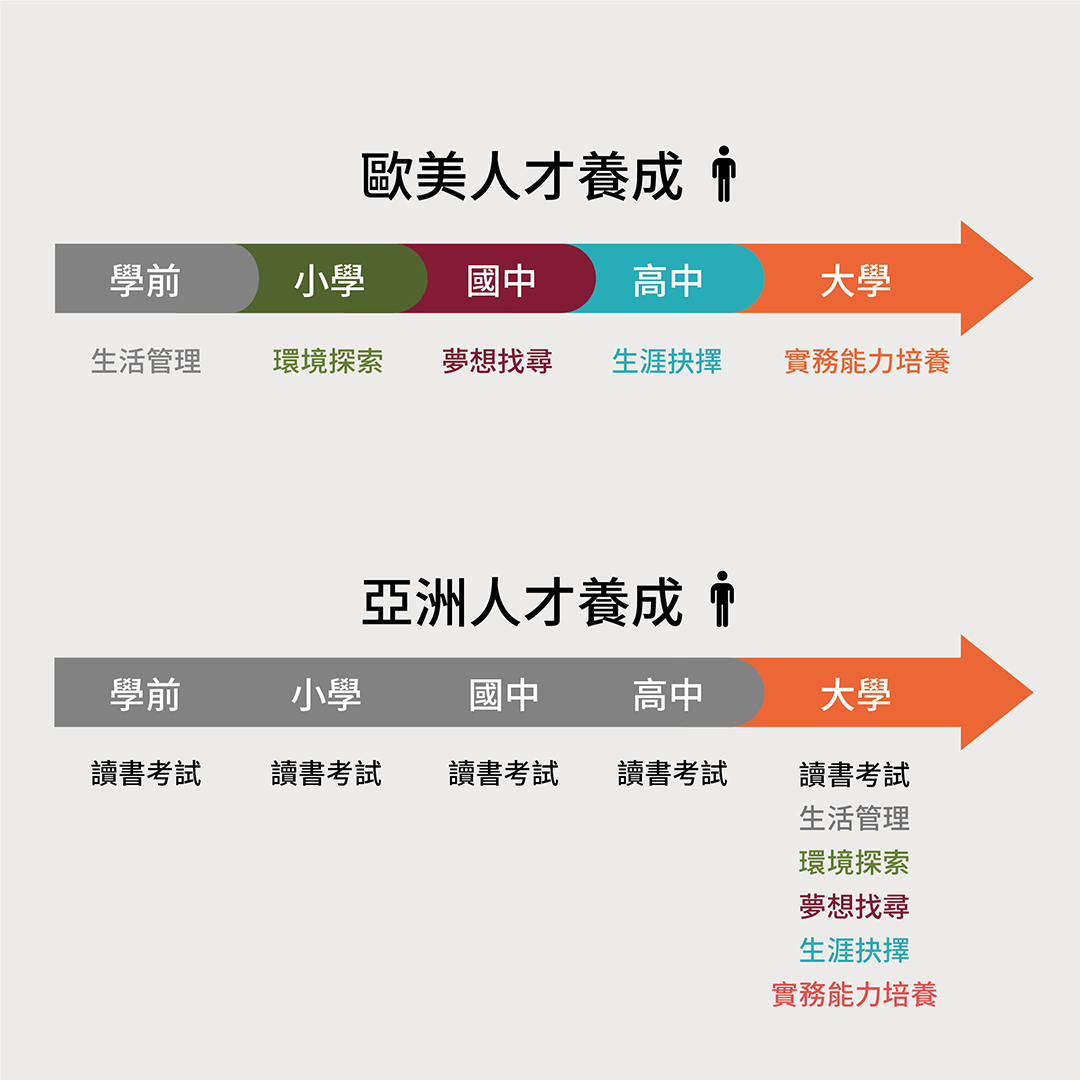 歐美人才養成
學前 小學 國中 高中 大學
生活管理 環境探索 夢想找尋 生涯抉擇 實務能力培養
亞洲人才養成
學前 小學 國中 高中 大學
讀書考試 讀書考試 讀書考試 讀書考試 讀書考試
生活管理
環境探索
夢想找尋
生涯抉擇
實務能力培養